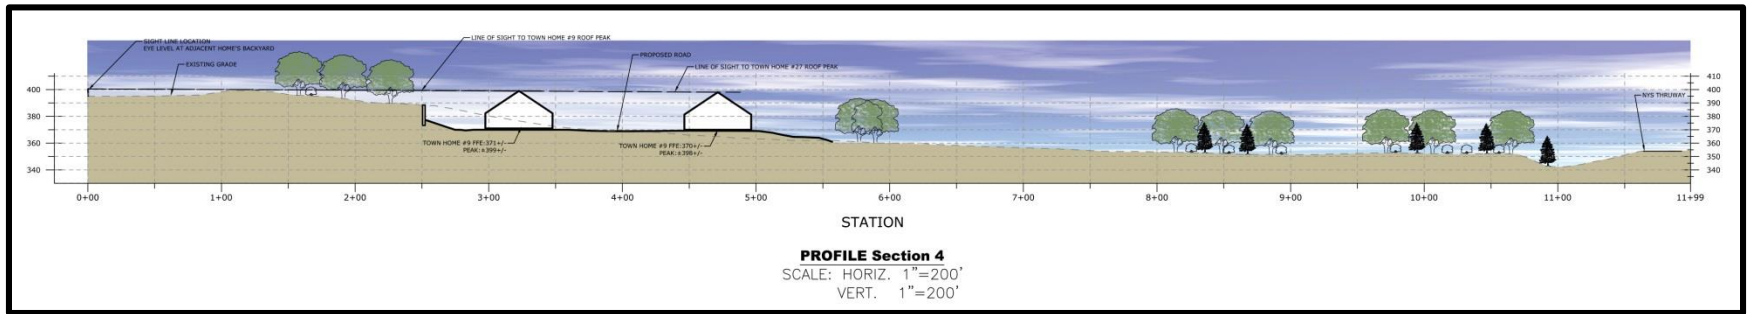 SIGHT LINE LOCATION
EYE LEVEL AT ADJACENT HOME'S BACKYARD
LINE OF SIGHT TO TOWN HOME #9 ROOF PEAK
EXISTING GRADE
PROPOSED ROAD
LINE OF SIGHT TO TOWN HOME #27 ROOF PEAK
NYS THRUWAY
400
380
360
340
410
400
390
380
370
360
350
340
TOWN HOME #9 FFE:371+/-
PEAK:±399+/-
TOWN HOME #9 FFE:370+/-
PEAK:±398+/-
0+00 1+00 2+00 3+00 4+00 5+00 6+00 7+00 8+00 9+00 10+00 11+00 11+99
STATION
PROFILE Section 4
SCALE: HORIZ. 1"=200'
VERT. 1"=200'